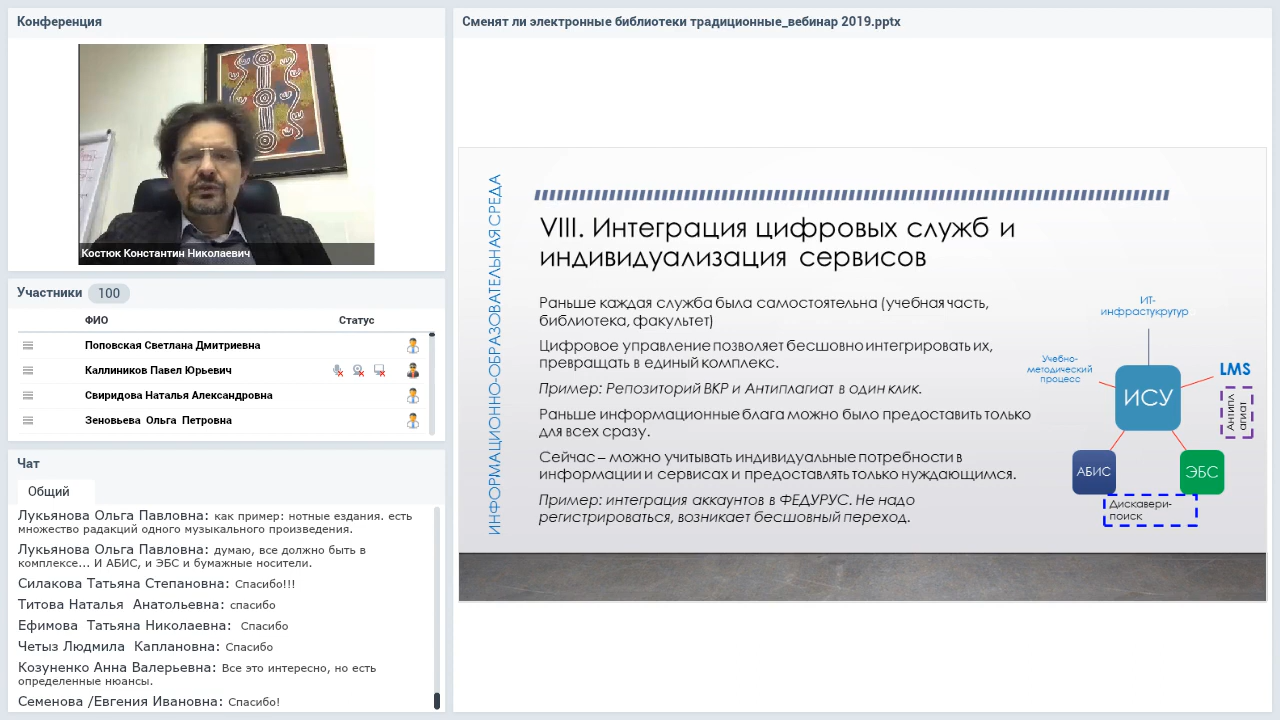 Конференция
Костюк Константин Николаевич
Участники 100
ФИО Статус
Поповская Светлана Дмитриевна
Каллиников Павел Юрьевич
Свиридова Наталья Александровна
Зеновьева Ольга Петровна
Чат
Общий
Лукьянова Ольга Павловна: как пример: нотные ездания. есть
множество радакций одного музыкального произведения.
Лукьянова Ольга Павловна: думаю, все должно быть в
комплексе... И АБИС, и ЭБС и бумажные носители.
Силакова Татьяна Степановна: Спасибо!!!
Титова Наталья Анатольевна: спасибо
Ефимова Татьяна Николаевна: Спасибо
Четыз Людмила Каплановна: Спасибо
Козуненко Анна Валерьевна: Все это интересно, но есть
определенные нюансы.
Семенова /Евгения Ивановна: Спасибо!
Сменят ли электронные библиотеки традиционные_вебинар 2019.pptx
ИНФОРМАЦИОННО-ОБРАЗОВАТЕЛЬНАЯ СРЕДА
VIII. Интеграция цифровых служб и
индивидуализация сервисов
Раньше каждая служба была самостоятельна (учебная часть,
библиотека, факультет)
Цифровое управление позволяет бесшовно интегрировать их,
превращать в единый комплекс.
Пример: Репозиторий ВКР и Антиплагиат в один клик.
Раньше информационные блага можно было предоставить только
для всех сразу.
Сейчас – можно учитывать индивидуальные потребности в
информации и сервисах и предоставлять только нуждающимся.
Пример: интеграция аккаунтов в ФЕДУРУС. Не надо
регистрироваться, возникает бесшовный переход.
ИТ-
инфрастукрутур
Учебно-
методический
процесс
ИСУ
LMS
Антипл
агиат
АБИС
ЭБС
Дискавери-
поиск